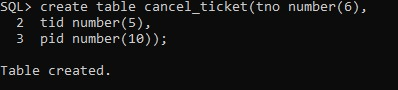 SQL> create table cancel_ticket(tno number(6),
  2  tid number(5),
  3  pid number(10));
Table created.